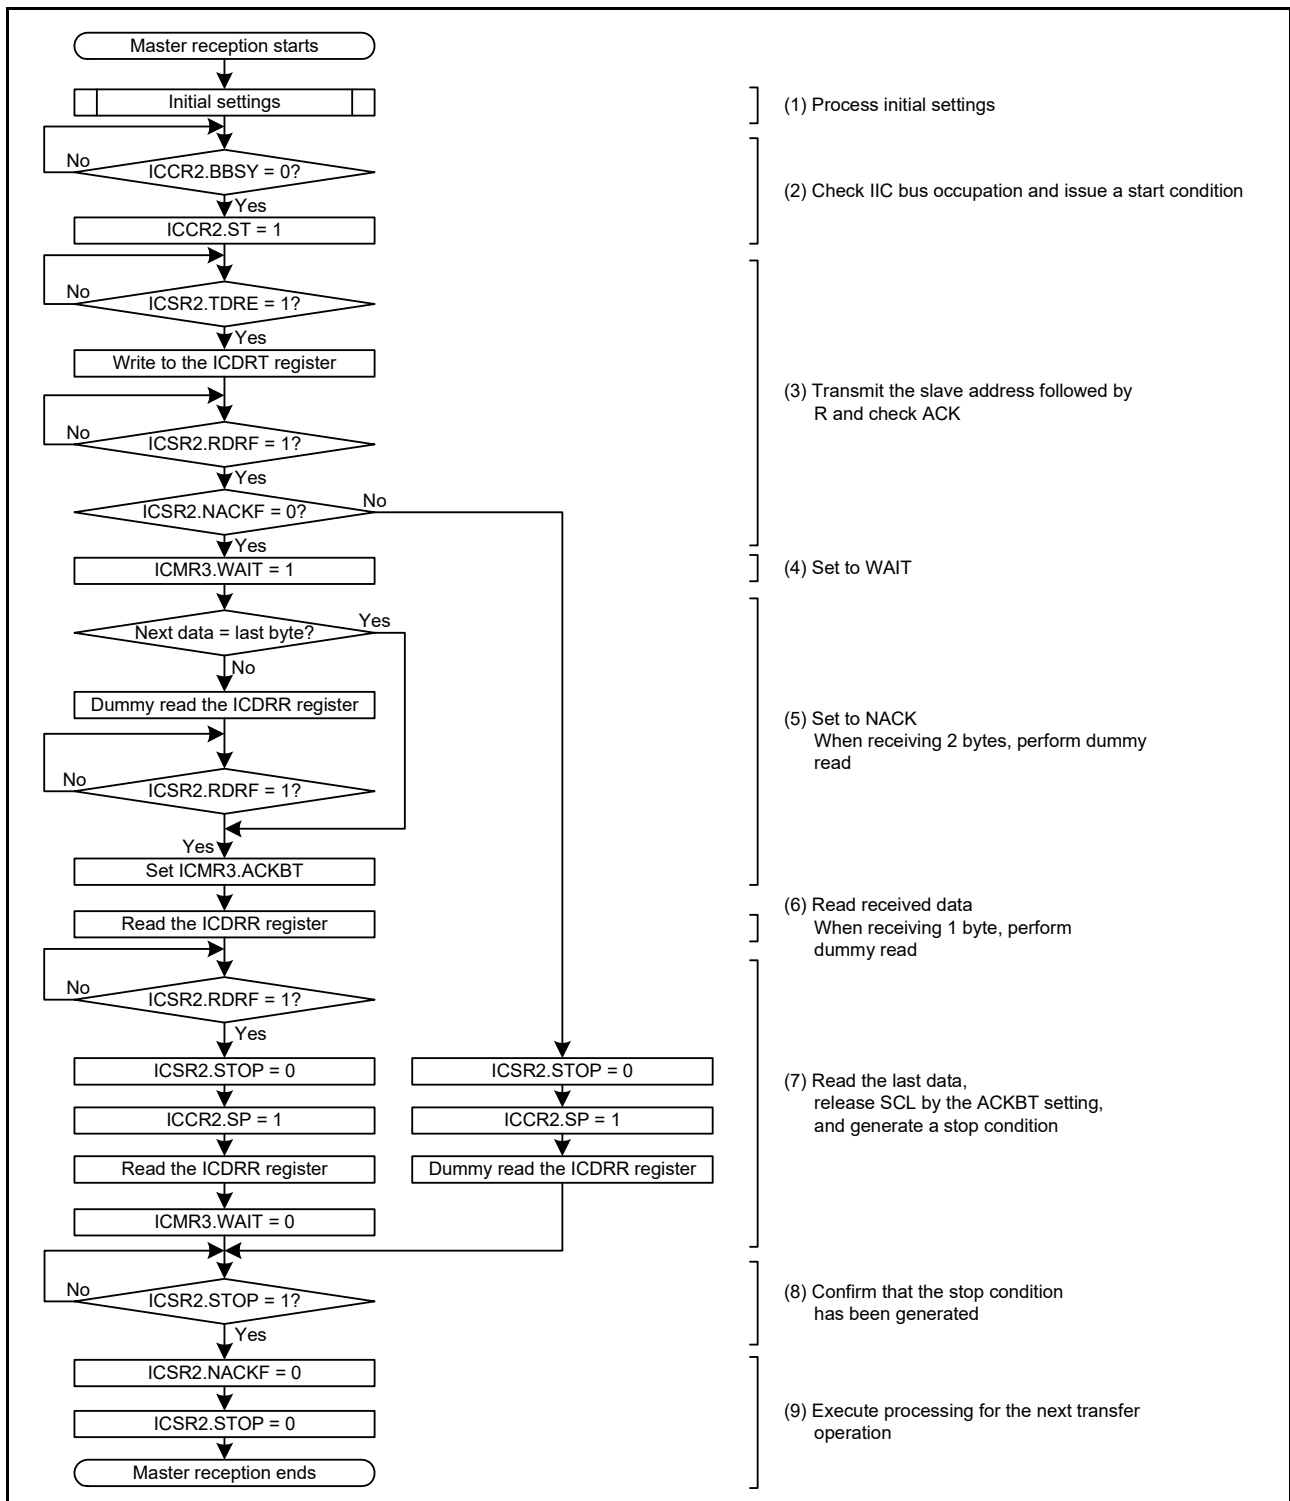 Master reception starts
Initial settings
(1) Process initial settings
No
ICCR2.BBSY = 0?
Yes
ICCR2.ST = 1
(2) Check IIC bus occupation and issue a start condition
No
ICSR2.TDRE = 1?
Yes
Write to the ICDRT register
No
ICSR2.RDRF = 1?
Yes
ICSR2.NACKF = 0?
No
Yes
(3) Transmit the slave address followed by
R and check ACK
ICMR3.WAIT = 1
(4) Set to WAIT
Next data = last byte?
Yes
No
Dummy read the ICDRR register
No
ICSR2.RDRF = 1?
Yes
Set ICMR3.ACKBT
(5) Set to NACK
When receiving 2 bytes, perform dummy
read
Read the ICDRR register
(6) Read received data
When receiving 1 byte, perform
dummy read
No
ICSR2.RDRF = 1?
Yes
ICSR2.STOP = 0
ICCR2.SP = 1
Read the ICDRR register
ICMR3.WAIT = 0
ICSR2.STOP = 0
ICCR2.SP = 1
Dummy read the ICDRR register
(7) Read the last data,
release SCL by the ACKBT setting,
and generate a stop condition
No
ICSR2.STOP = 1?
Yes
(8) Confirm that the stop condition
has been generated
ICSR2.NACKF = 0
ICSR2.STOP = 0
Master reception ends
(9) Execute processing for the next transfer
operation